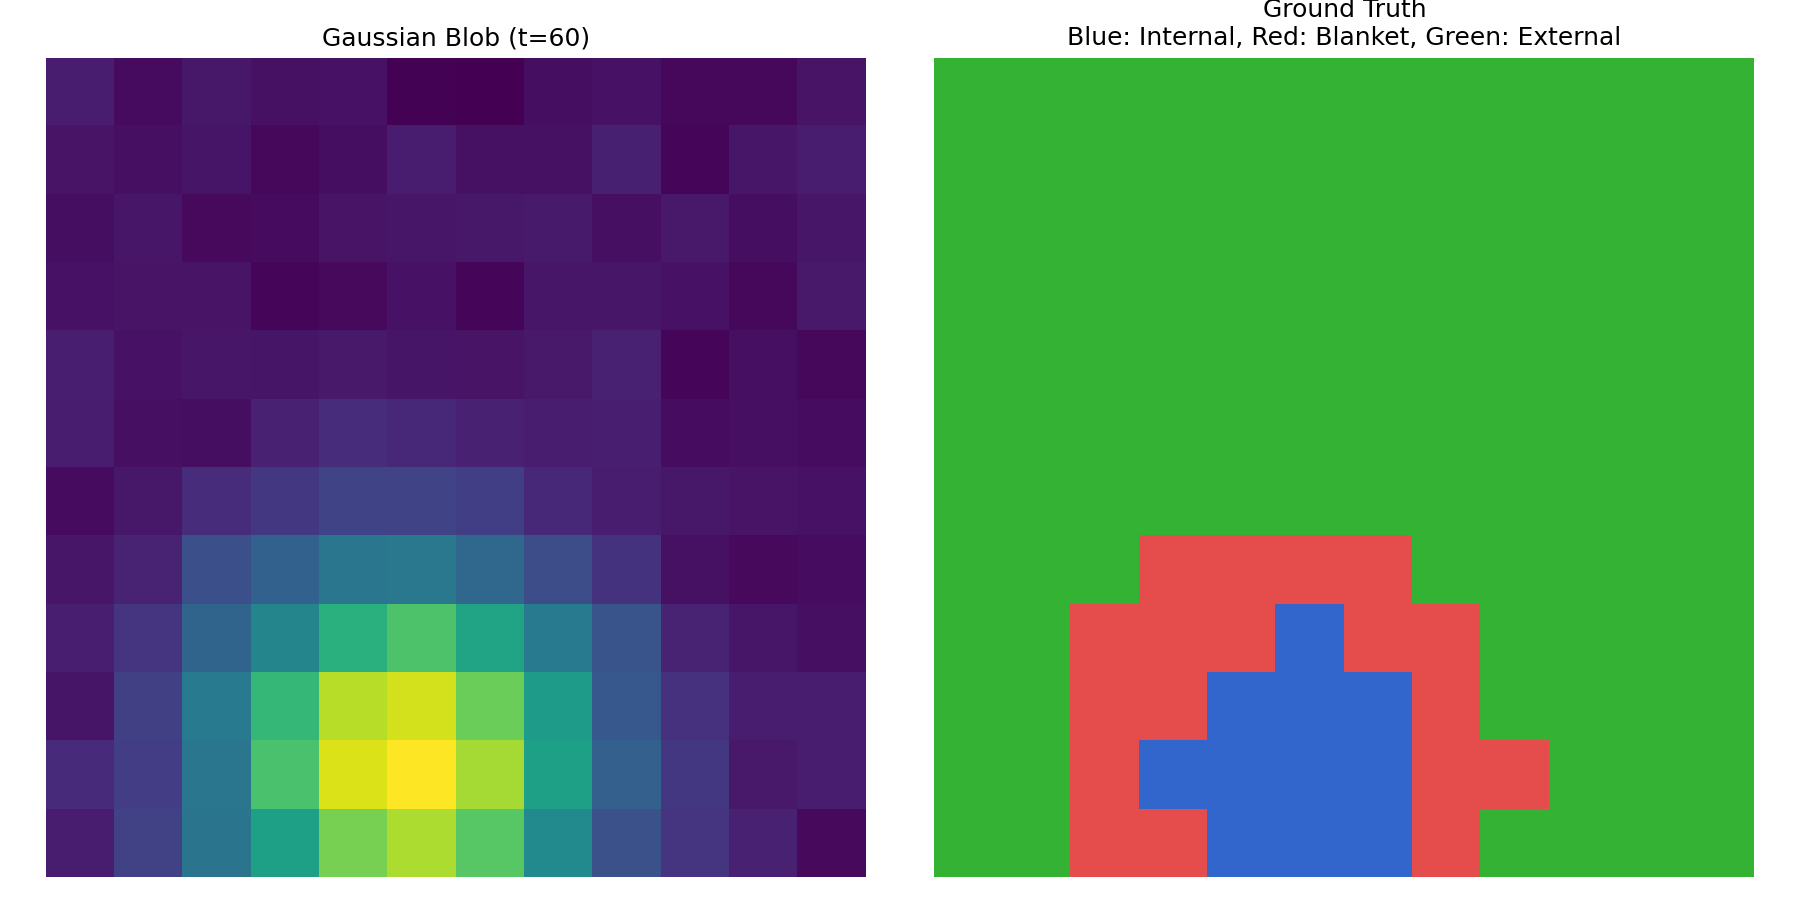 Gaussian Blob (t=60)
Ground Truth
Blue: Internal, Red: Blanket, Green: External